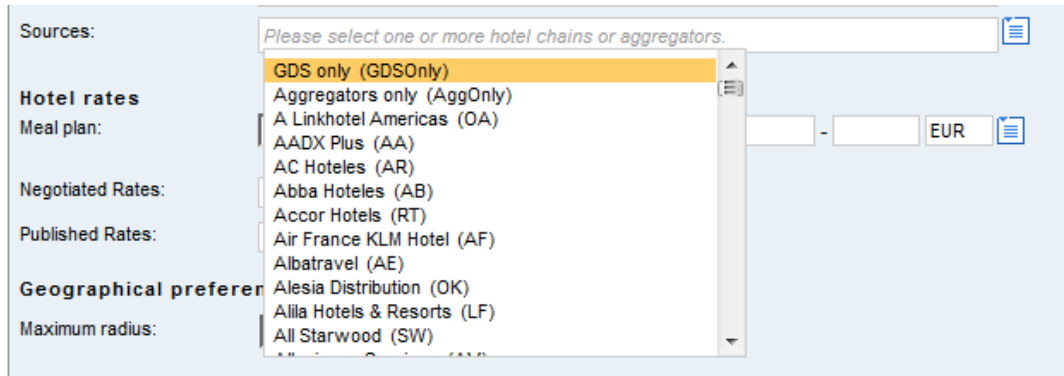 Sources:
Please select one or more hotel chains or aggregators.
GDS only (GDSOnly)
Aggregators only (AggOnly)
A Linkhotel Americas (OA)
AADX Plus (AA)
AC Hoteles (AR)
Abba Hoteles (AB)
Accor Hotels (RT)
Air France KLM Hotel (AF)
Albatravel (AE)
Alesia Distribution (OK)
Alila Hotels & Resorts (LF)
All Starwood (SW)
Hotel rates
Meal plan:
- EUR
Negotiated Rates:
Published Rates:
Geographical preferen
Maximum radius: